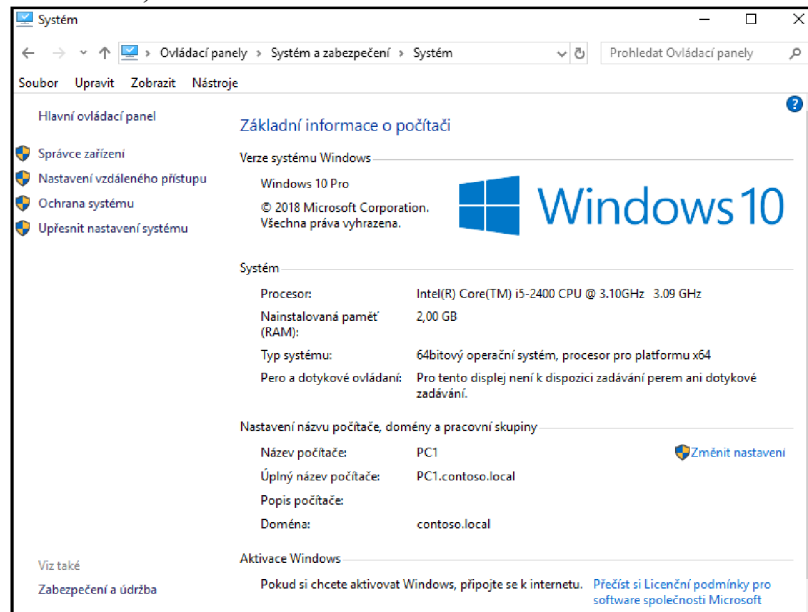 Systém
Ovládací panely > Systém a zabezpečení > Systém
Prohledat Ovládací panely
Soubor Upravit Zobrazit Nástroje
Hlavní ovládací panel
Správce zařízení
Nastavení vzdáleného přístupu
Ochrana systému
Upřesnit nastavení systému
Základní informace o počítači
Verze systému Windows
Windows 10 Pro
© 2018 Microsoft Corporation.
Všechna práva vyhrazena.
Windows 10
Systém
Procesor: Intel(R) Core(TM) i5-2400 CPU @ 3.10GHz 3.09 GHz
Nainstalovaná paměť 2,00 GB
(RAM):
Typ systému: 64bitový operační systém, procesor pro platformu x64
Pero a dotykové ovládaní: Pro tento displej není k dispozici zadávání perem ani dotykové
zadávání.
Nastavení názvu počítače, domény a pracovní skupiny
Název počítače: PC1 Změnit nastavení
Úplný název počítače: PC1.contoso.local
Popis počítače:
Doména: contoso.local
Aktivace Windows
Pokud si chcete aktivovat Windows, připojte se k internetu. Přečíst si Licenční podmínky pro
software společnosti Microsoft
Viz také
Zabezpečení a údržba